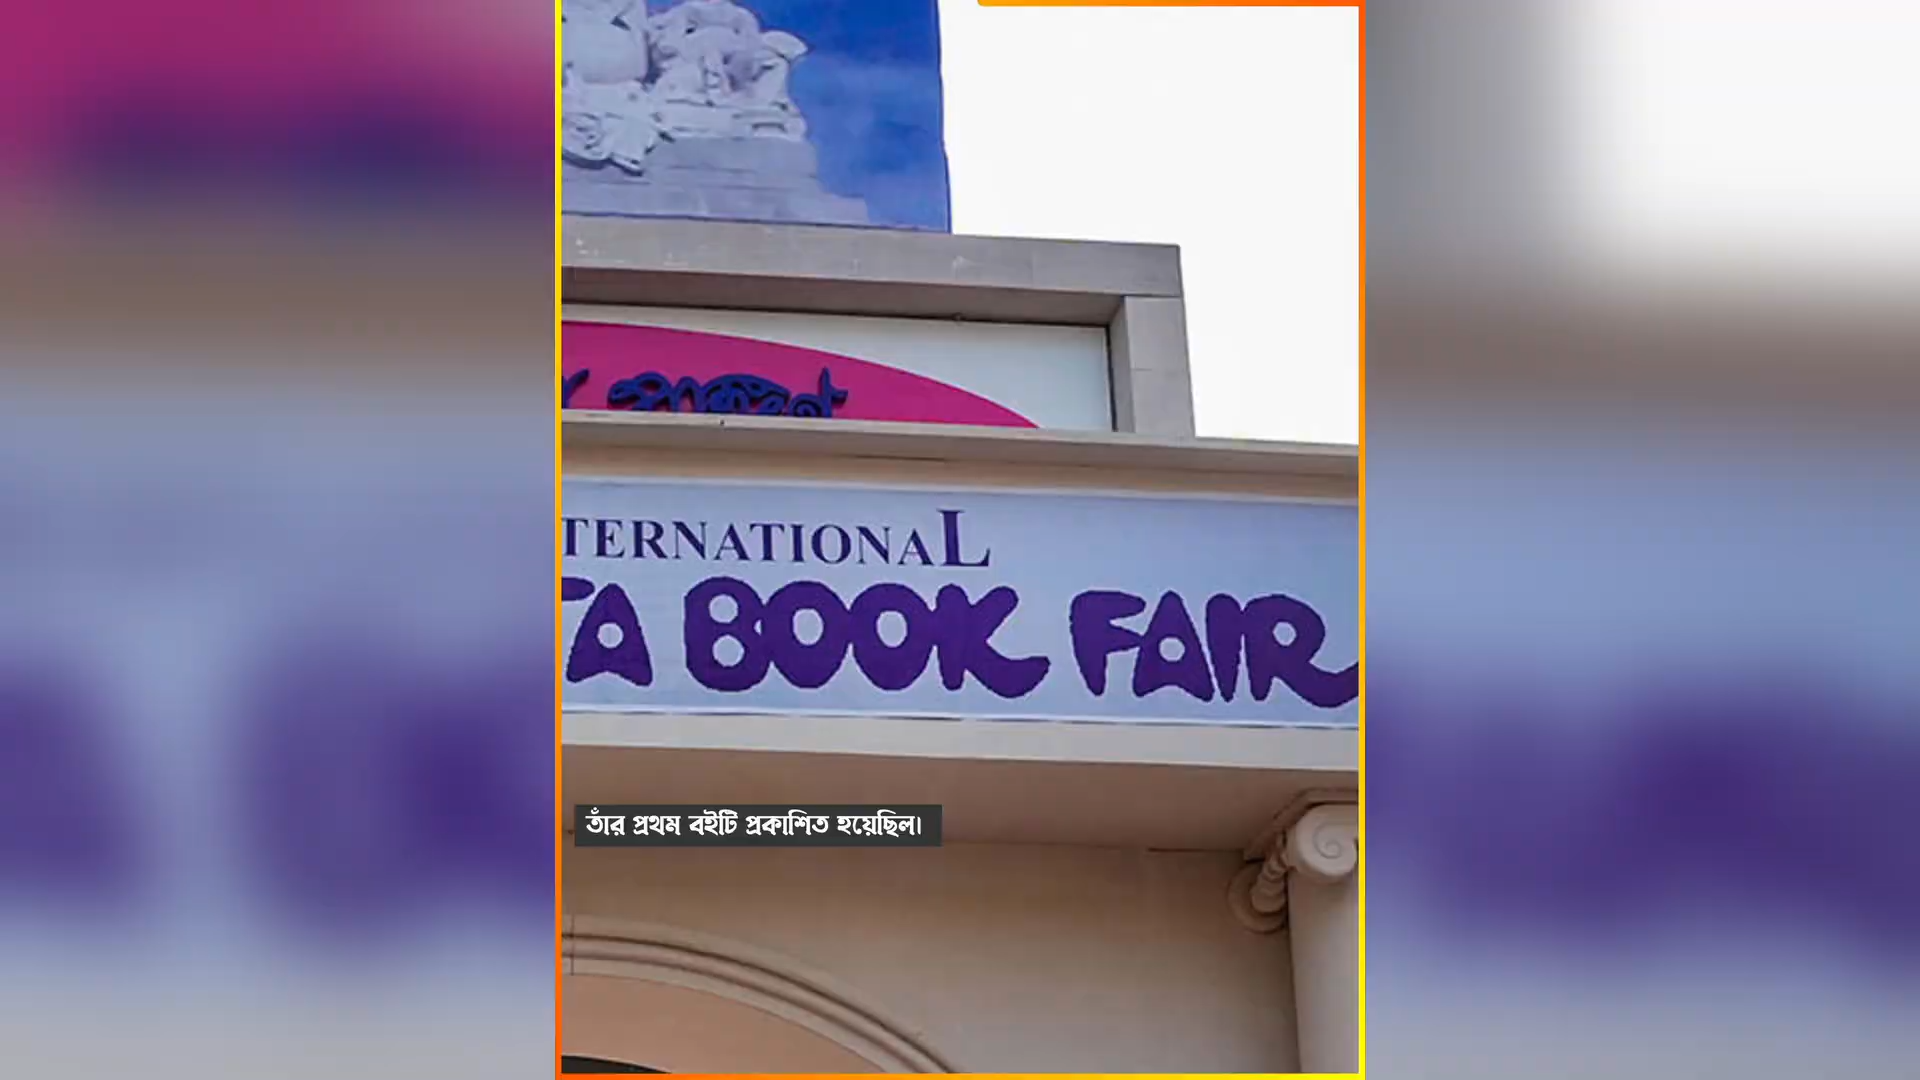 TERNATIONAL
TA BOOK FAIR
তাঁর প্রথম বইটি প্রকাশিত হয়েছিল।